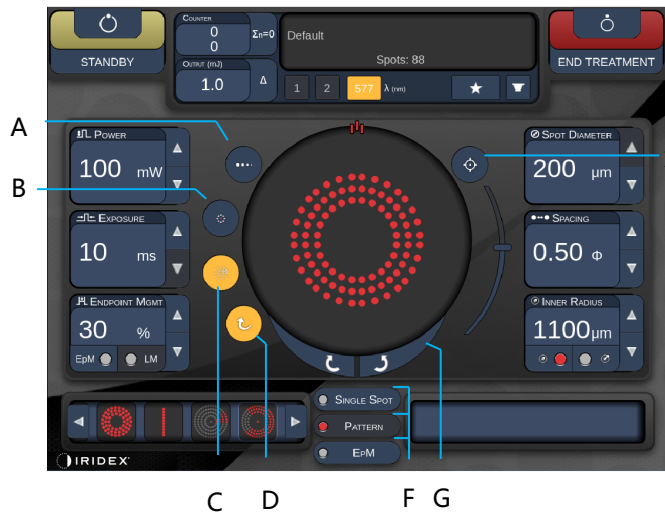 STANDBY
COUNTER
0
0
Σn=0
OUTPUT (mJ)
1.0
Δ
Default
Spots: 88
1 2 577 λ (nm)
END TREATMENT
A
POWER
100 mW
B
EXPOSURE
10 ms
ENDPOINT MGMT
30 %
EpM LM
SPOT DIAMETER
200 µm
SPACING
0.50 Φ
INNER RADIUS
1100µm
SINGLE SPOT
PATTERN
EPM
IRIDEX
C D F G